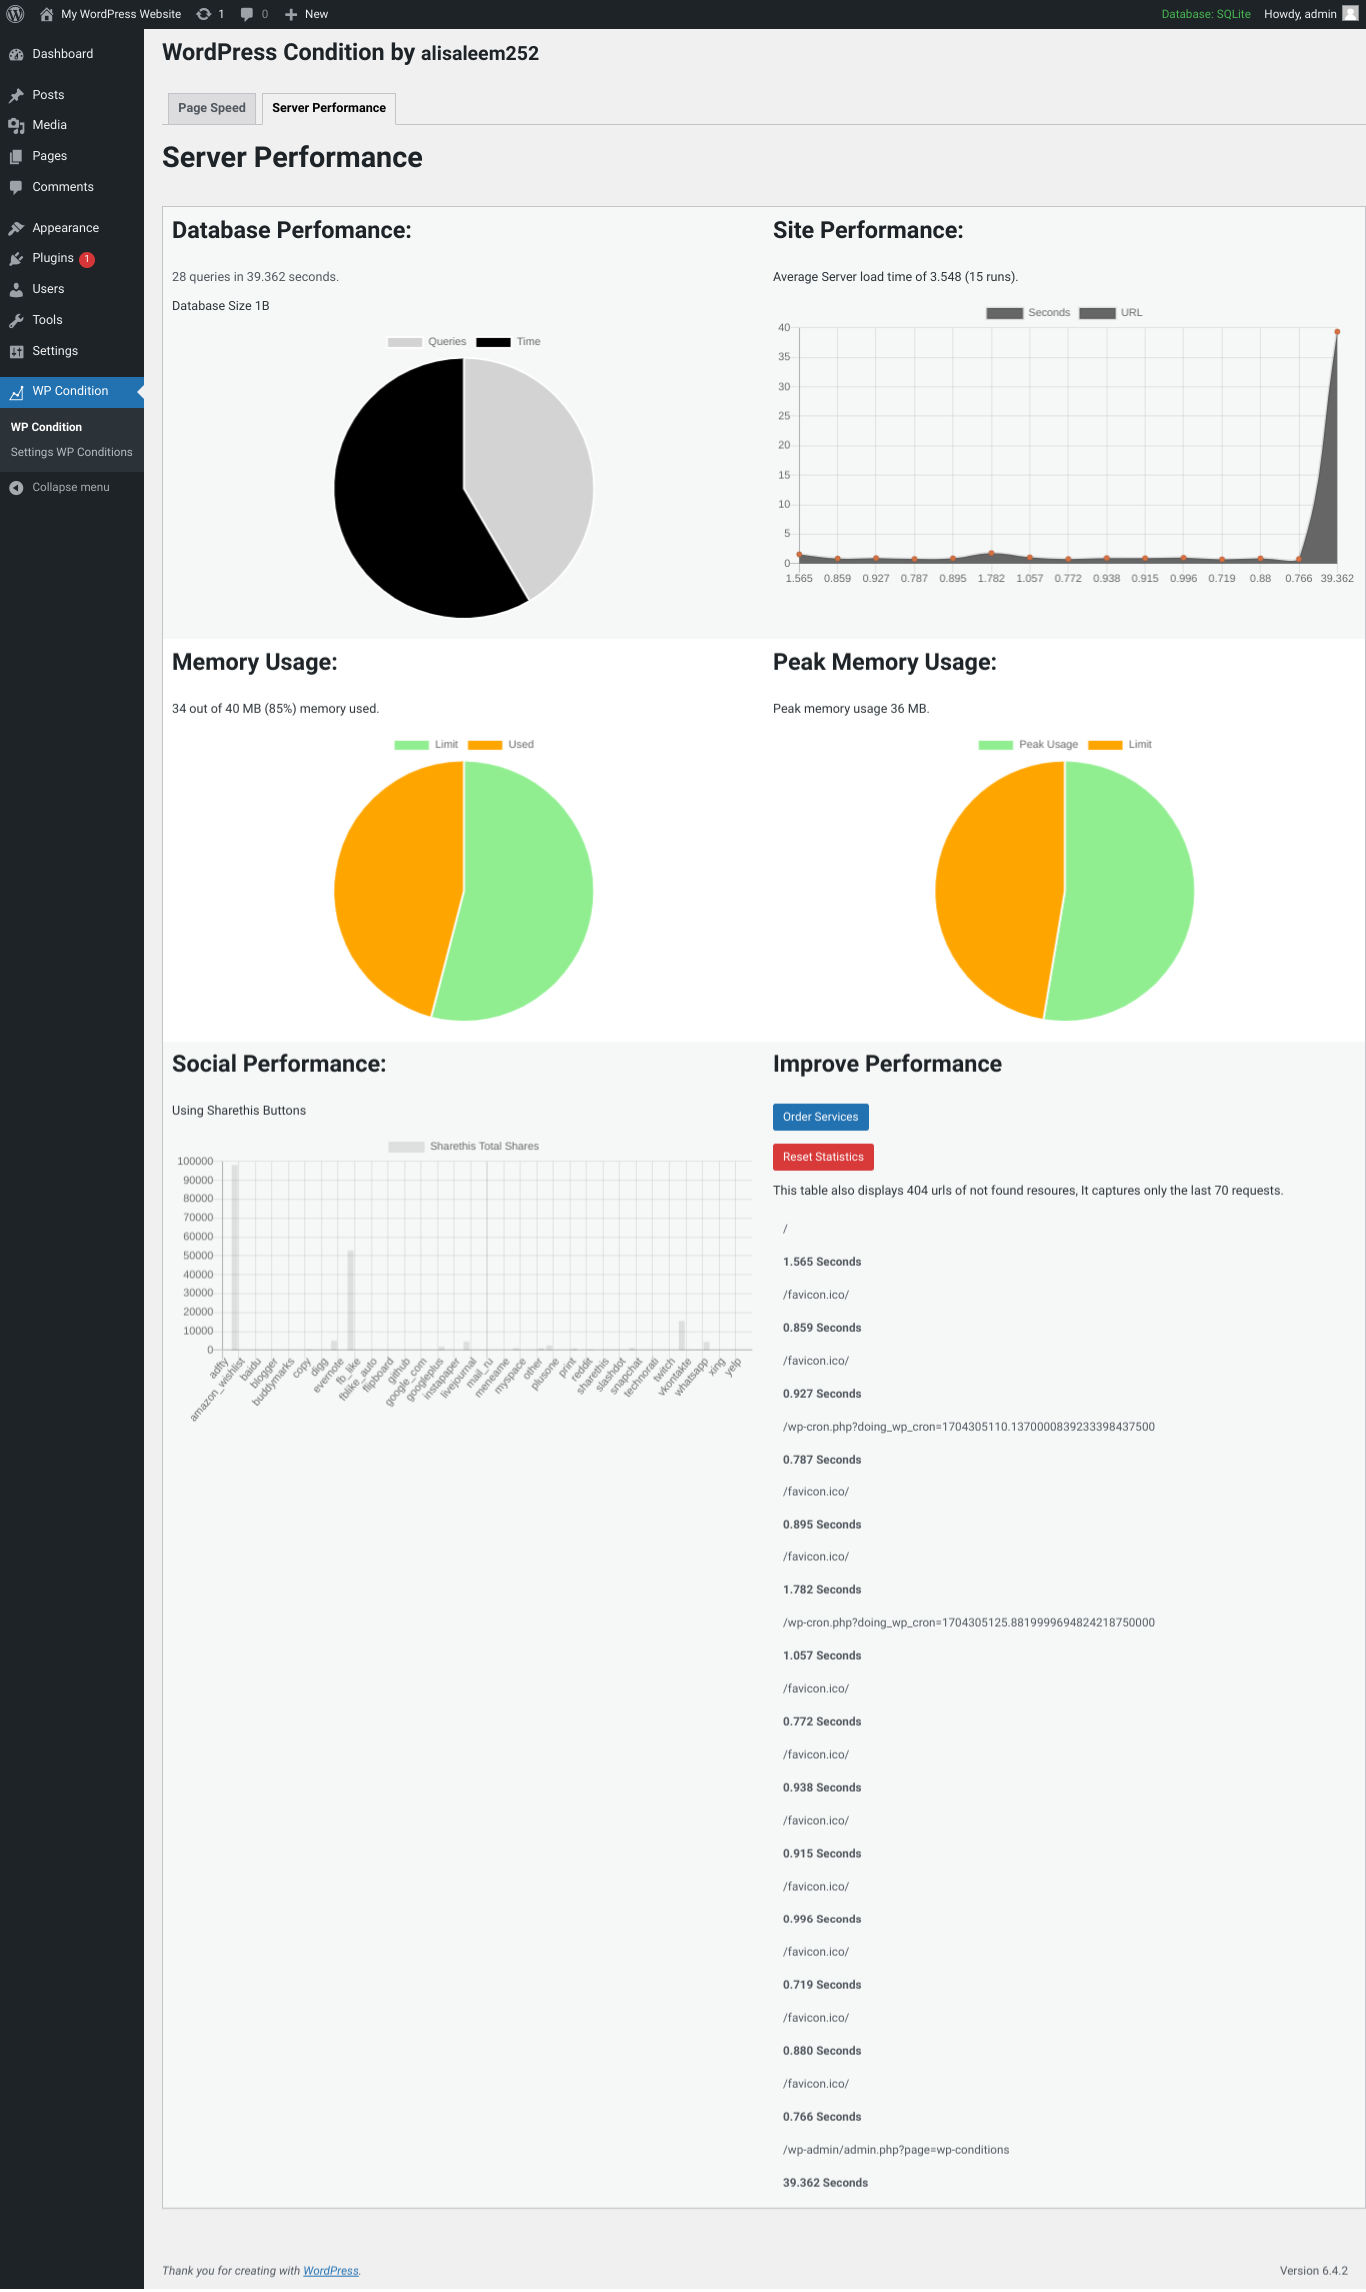 My WordPress Website 1 0 New Database: SQLite Howdy, admin
Dashboard
Posts
Media
Pages
Comments
Appearance
Plugins 1
Users
Tools
Settings
WP Condition
WP Condition
Settings WP Conditions
Collapse menu
WordPress Condition by alisaleem252
Page Speed Server Performance
Server Performance
Database Perfomance:
28 queries in 39.362 seconds.
Database Size 1B
Queries Time
Site Performance:
Average Server load time of 3.548 (15 runs).
Seconds URL
40
35
30
25
20
15
10
5
0
1.565 0.859 0.927 0.787 0.895 1.782 1.057 0.772 0.938 0.915 0.996 0.719 0.88 0.766 39.362
Memory Usage:
34 out of 40 MB (85%) memory used.
Limit Used
Peak Memory Usage:
Peak memory usage 36 MB.
Peak Usage Limit
Social Performance:
Using Sharethis Buttons
Sharethis Total Shares
100000
90000
80000
70000
60000
50000
40000
30000
20000
10000
0
adfty amazon_wishlist baidu blogger buddymarks copy digg evernote fb_like fblike_auto flipboard github google_com googleplus instapaper livejournal mail_ru meneame myspace other plusone print reddit sharethis slashdot snapchat technorati twitch vkontakte whatsapp xing yelp
Improve Performance
Order Services
Reset Statistics
This table also displays 404 urls of not found resoures, It captures only the last 70 requests.
/
1.565 Seconds
/favicon.ico/
0.859 Seconds
/favicon.ico/
0.927 Seconds
/wp-cron.php?doing_wp_cron=1704305110.1370000839233398437500
0.787 Seconds
/favicon.ico/
0.895 Seconds
/favicon.ico/
1.782 Seconds
/wp-cron.php?doing_wp_cron=1704305125.8819999694824218750000
1.057 Seconds
/favicon.ico/
0.772 Seconds
/favicon.ico/
0.938 Seconds
/favicon.ico/
0.915 Seconds
/favicon.ico/
0.996 Seconds
/favicon.ico/
0.719 Seconds
/favicon.ico/
0.880 Seconds
/favicon.ico/
0.766 Seconds
/wp-admin/admin.php?page=wp-conditions
39.362 Seconds
Thank you for creating with WordPress. Version 6.4.2